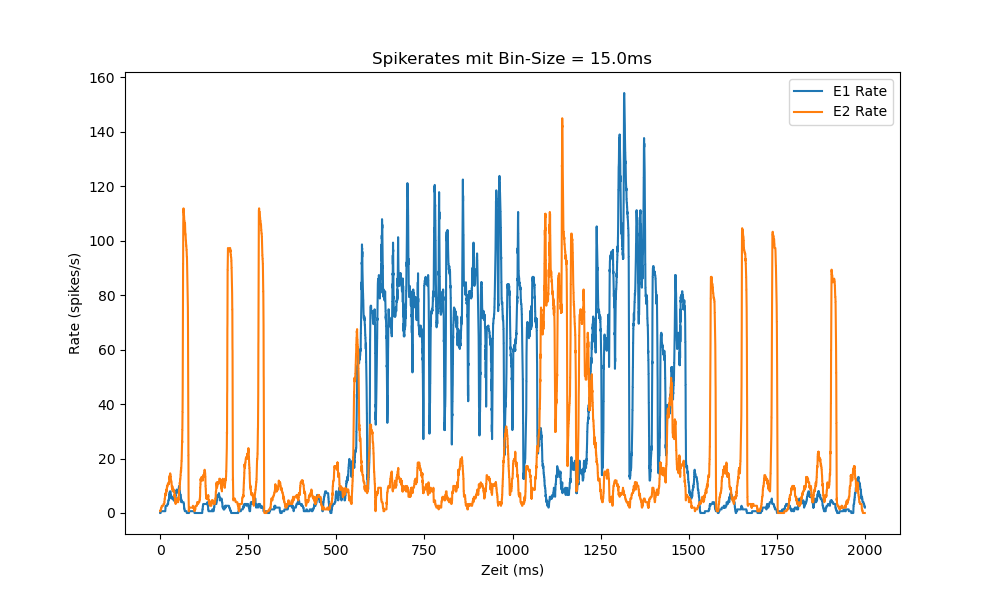 Spikerates mit Bin-Size = 15.0ms
E1 Rate
E2 Rate
Rate (spikes/s)
160
140
120
100
80
60
40
20
0
0 250 500 750 1000 1250 1500 1750 2000
Zeit (ms)